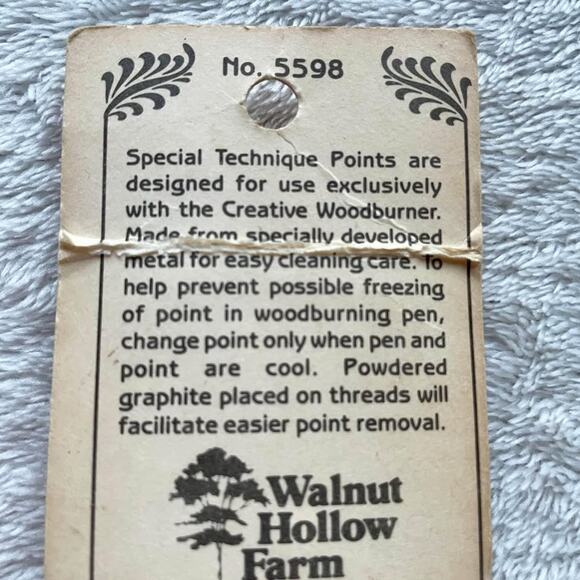 No. 5598
Special Technique Points are
designed for use exclusively
with the Creative Woodburner.
Made from specially developed
metal for easy cleaning care. To
help prevent possible freezing
of point in woodburning pen,
change point only when pen and
point are cool. Powdered
graphite placed on threads will
facilitate easier point removal.
Walnut
Hollow
Farm